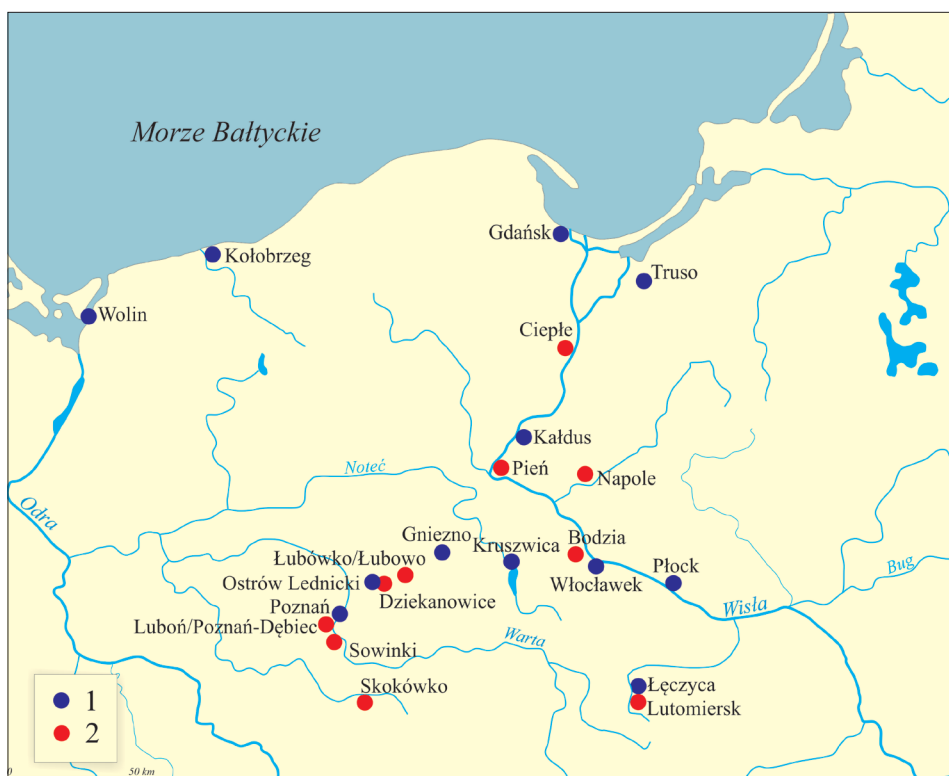 Morze Bałtyckie
Gdańsk
Kołobrzeg
Truso
Wolin
Ciepłe
Kałdus
Noteć
Pień
Napole
Odra
Gniezno
Kruszwica
Bodzia
Łubówko/Łubowo
Ostrów Lednicki
Włocławek
Płock
Bug
Dziekanowice
Poznań
Wisła
Luboń/Poznań-Dębiec
Warta
Sowinki
Skokówko
Łęczyca
Lutomiersk
1
2
0
50 km